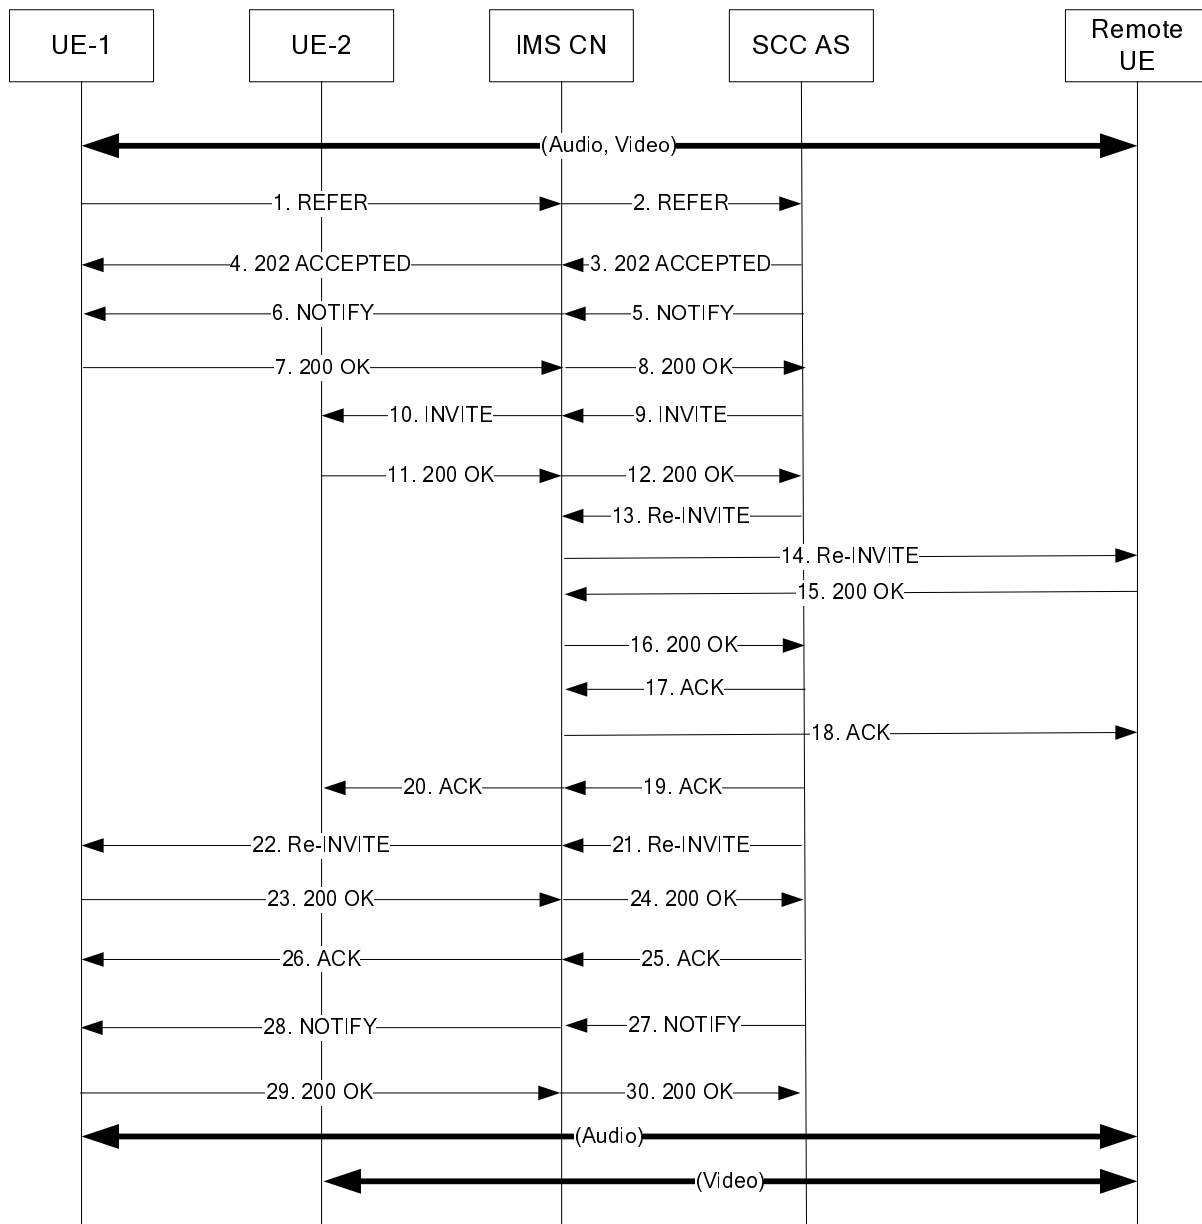 UE-1
UE-2
IMS CN
SCC AS
Remote
UE
(Audio, Video)
1. REFER
2. REFER
4. 202 ACCEPTED
3. 202 ACCEPTED
6. NOTIFY
5. NOTIFY
7. 200 OK
8. 200 OK
10. INVITE
9. INVITE
11. 200 OK
12. 200 OK
13. Re-INVITE
14. Re-INVITE
15. 200 OK
16. 200 OK
17. ACK
18. ACK
20. ACK
19. ACK
22. Re-INVITE
21. Re-INVITE
23. 200 OK
24. 200 OK
26. ACK
25. ACK
28. NOTIFY
27. NOTIFY
29. 200 OK
30. 200 OK
(Audio)
(Video)